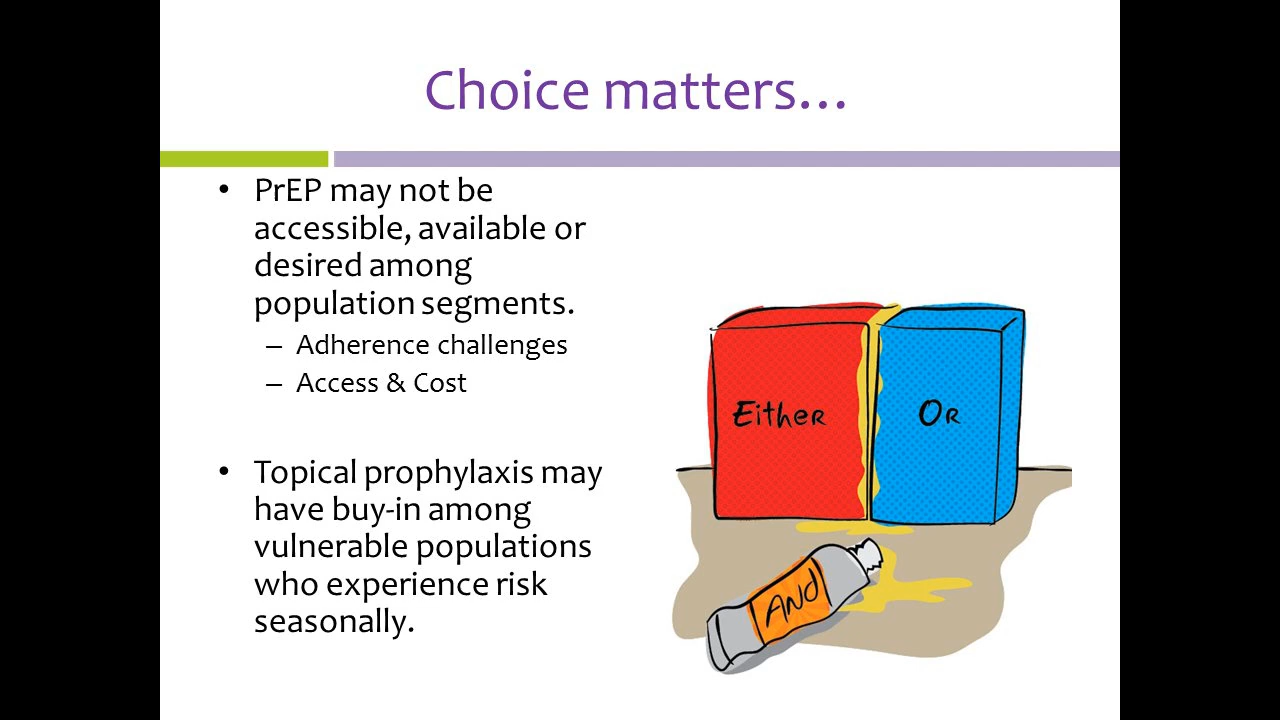 Choice matters…
• PrEP may not be
accessible, available or
desired among
population segments.
– Adherence challenges
– Access & Cost
• Topical prophylaxis may
have buy-in among
vulnerable populations
who experience risk
seasonally.
Either
Or
AND